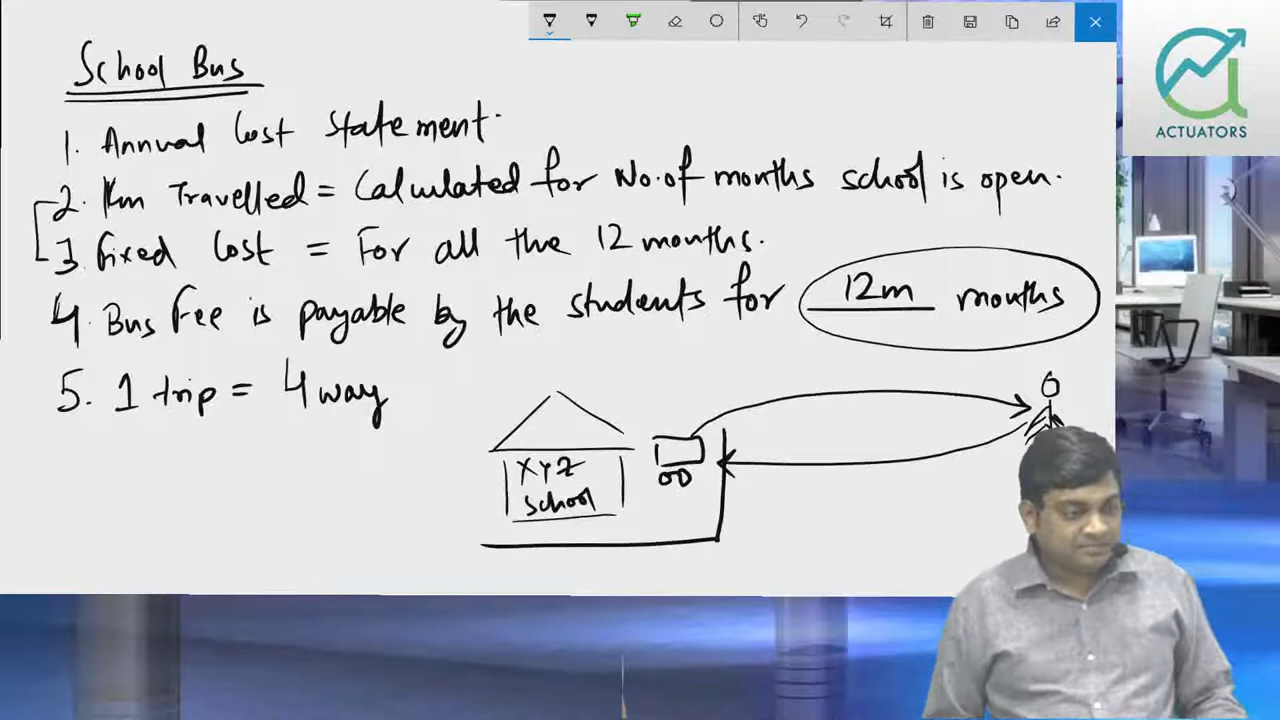 School Bus
1. Annual Cost Statement.
2. Km Travelled = Calculated for No. of months school is open.
3. Fixed Cost = For all the 12 months.
4. Bus Fee is payable by the students for 12m months
5. 1 trip = 4 way
XYZ
School
ACTUATORS